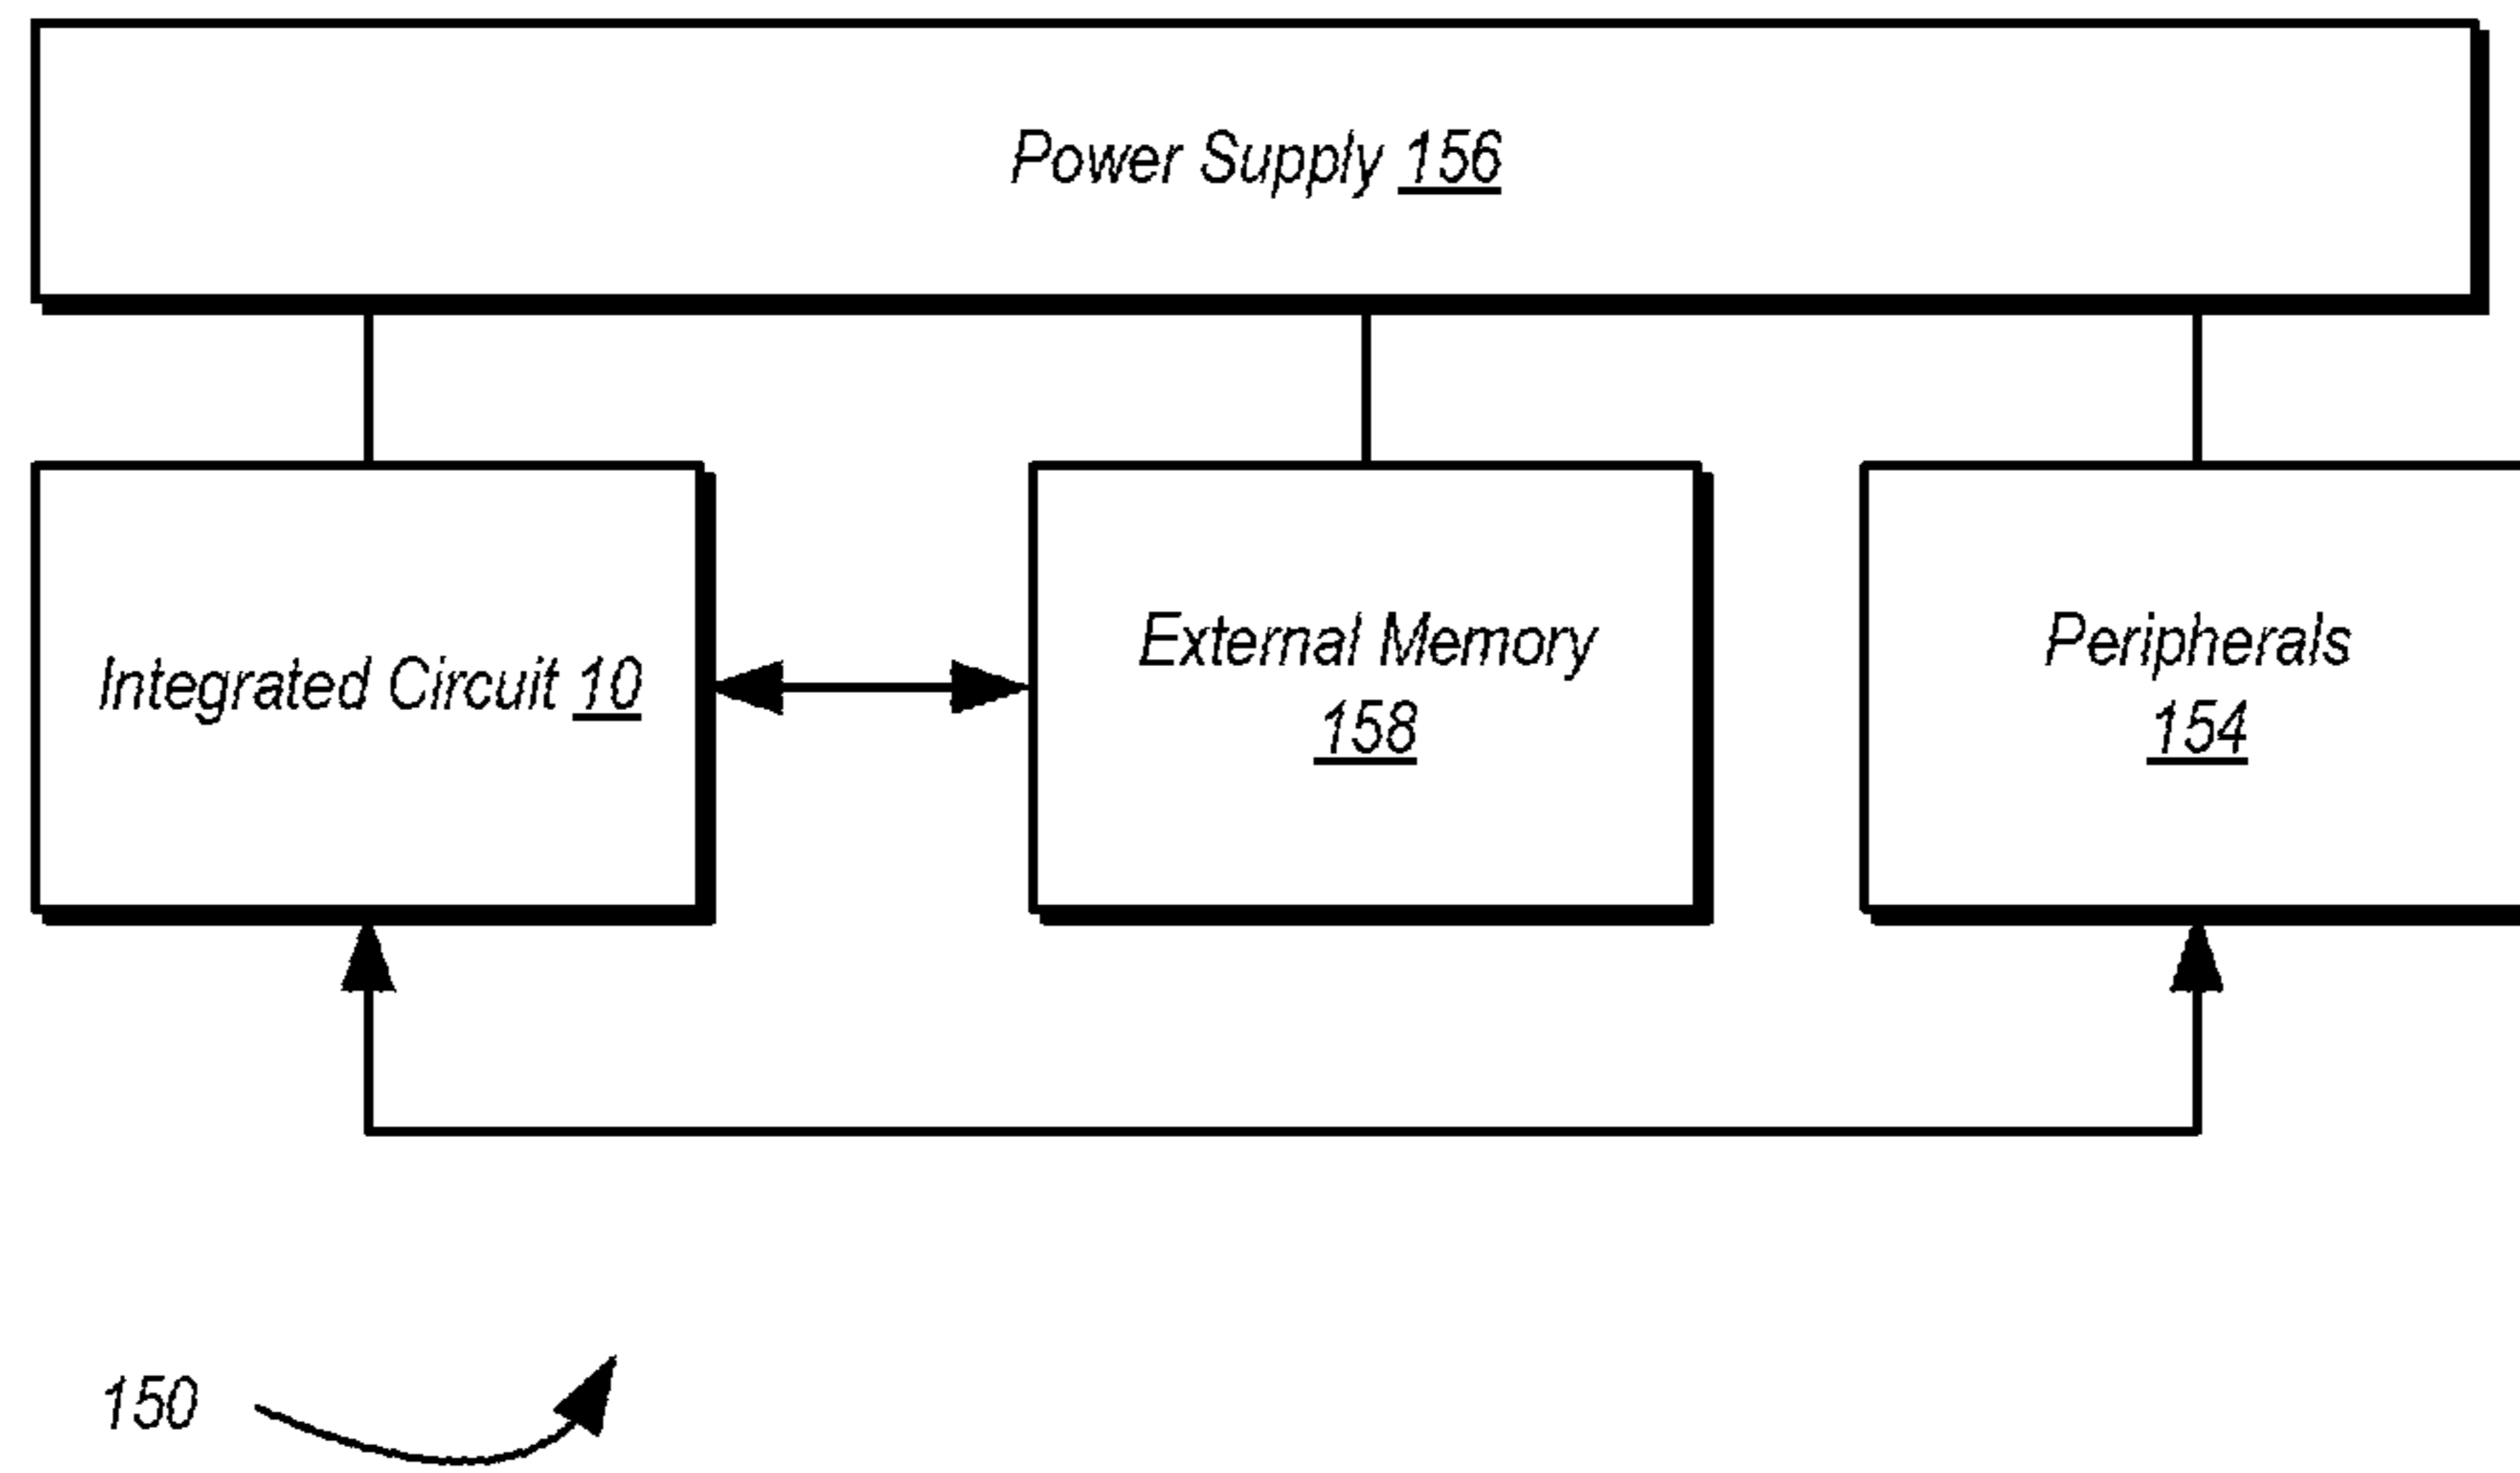 Power Supply 156
Integrated Circuit 10
External Memory
158
Peripherals
154
150